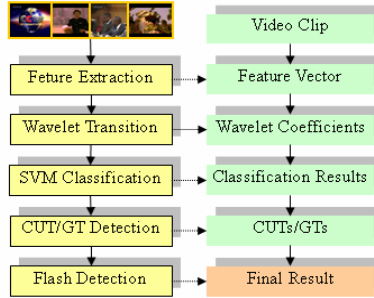 Video Clip
Feture Extraction
Feature Vector
Wavelet Transition
Wavelet Coefficients
SVM Classification
Classification Results
CUT/GT Detection
CUTs/GTs
Flash Detection
Final Result